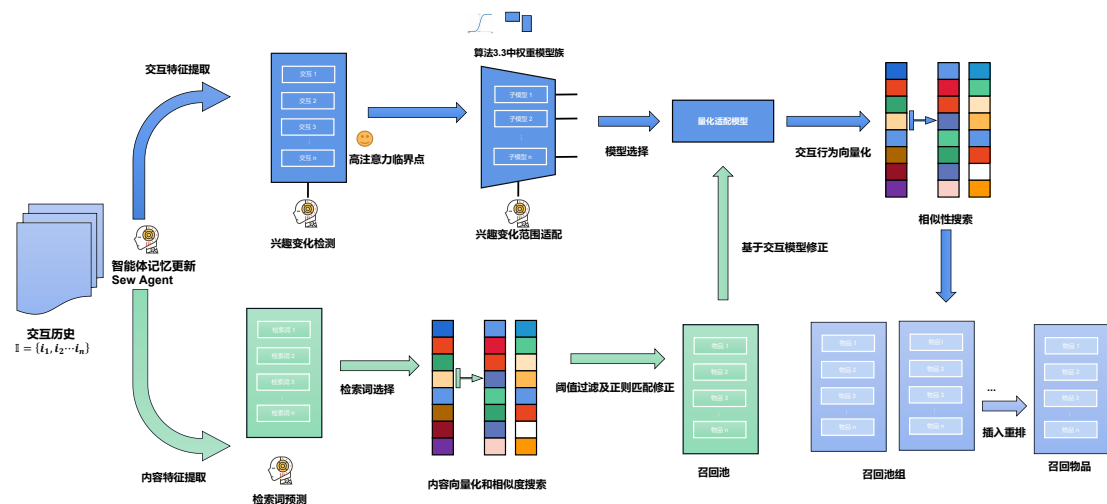 算法3.3中权重模型族
交互特征提取
交互 1
交互 2
交互 3
⋮
交互 n
兴趣变化检测
高注意力临界点
子模型 1
子模型 2
⋮
子模型 n
兴趣变化范围适配
模型选择
量化适配模型
交互行为向量化
相似性搜索
交互历史
𝕀 = {i₁, i₂ ⋯ iₙ}
智能体记忆更新
Sew Agent
基于交互模型修正
内容特征提取
检索词 1
检索词 2
检索词 3
⋮
检索词 n
检索词预测
检索词选择
内容向量化和相似度搜索
阈值过滤及正则匹配修正
物品 1
物品 2
物品 3
⋮
物品 n
召回池
物品 1
物品 2
物品 3
⋮
物品 n
物品1
物品 2
物品 3
⋮
物品 n
召回池组
...
插入重排
物品 1
物品 2
物品 3
⋮
物品 n
召回物品